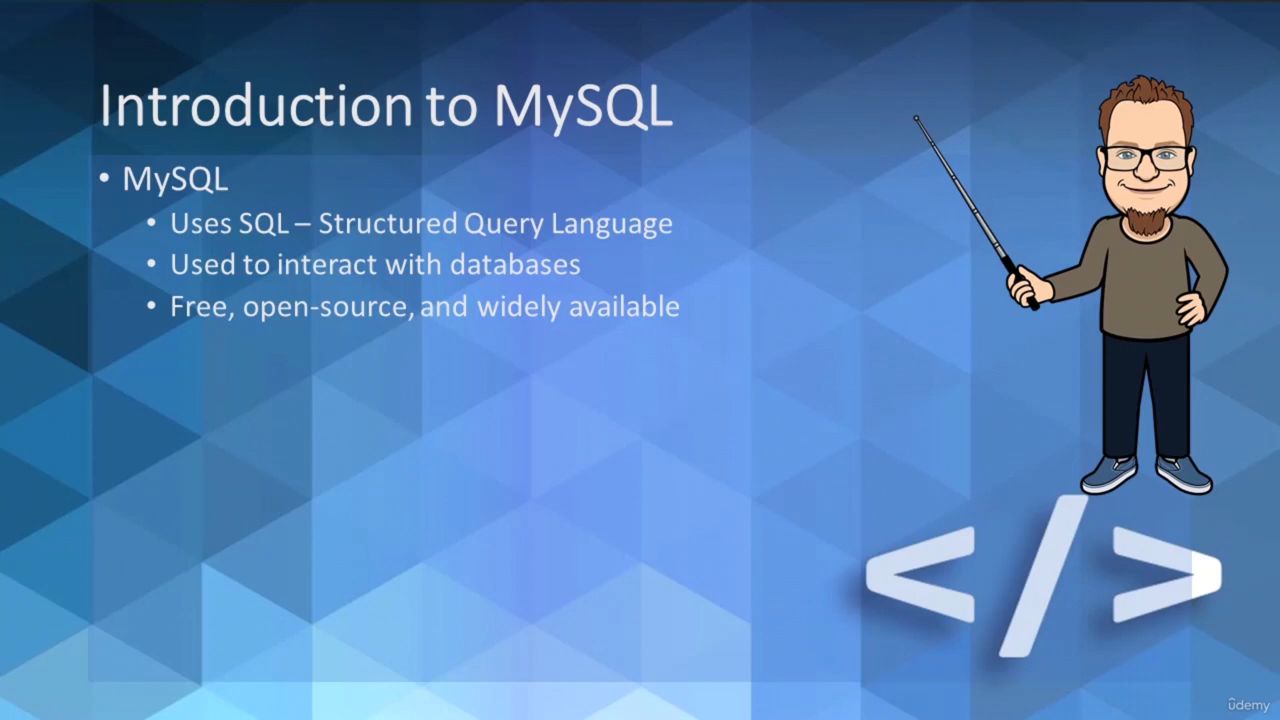 Introduction to MySQL
• MySQL
• Uses SQL – Structured Query Language
• Used to interact with databases
• Free, open-source, and widely available
</>
ûdemy